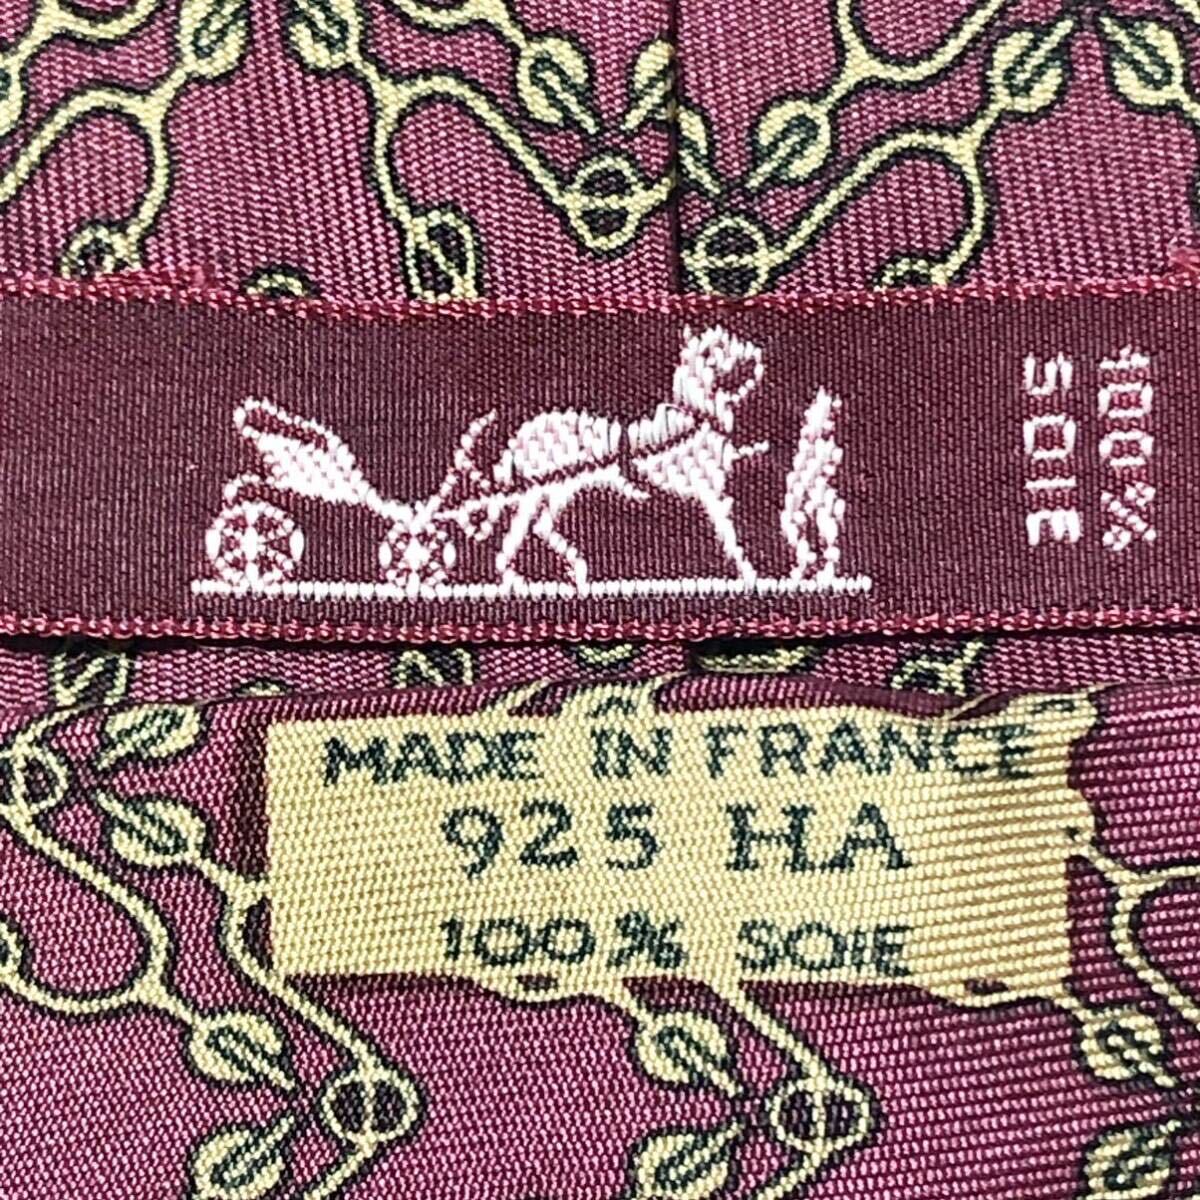 100%
SOIE
MADE IN FRANCE
925 HA
100% SOIE